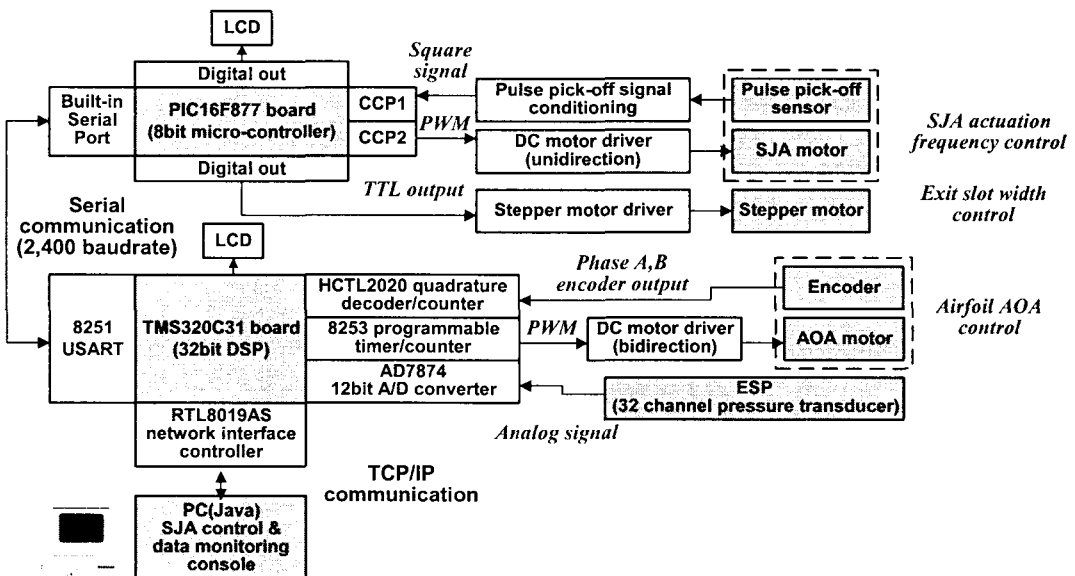 LCD
Digital out
Built-in
Serial
Port
PIC16F877 board
(8bit micro-controller)
CCP1
CCP2
Digital out
Square
signal
PWM
Pulse pick-off signal
conditioning
Pulse pick-off
sensor
DC motor driver
(unidirection)
SJA motor
SJA actuation
frequency control
TTL output
Stepper motor driver
Stepper motor
Exit slot width
control
Serial
communication
(2,400 baudrate)
LCD
8251
USART
TMS320C31 board
(32bit DSP)
HCTL2020 quadrature
decoder/counter
8253 programmable
timer/counter
AD7874
12bit A/D converter
RTL8019AS
network interface
controller
Phase A,B
encoder output
Encoder
PWM
DC motor driver
(bidirection)
AOA motor
Airfoil AOA
control
ESP
(32 channel pressure transducer)
Analog signal
TCP/IP
communication
PC(Java)
SJA control &
data monitoring
console